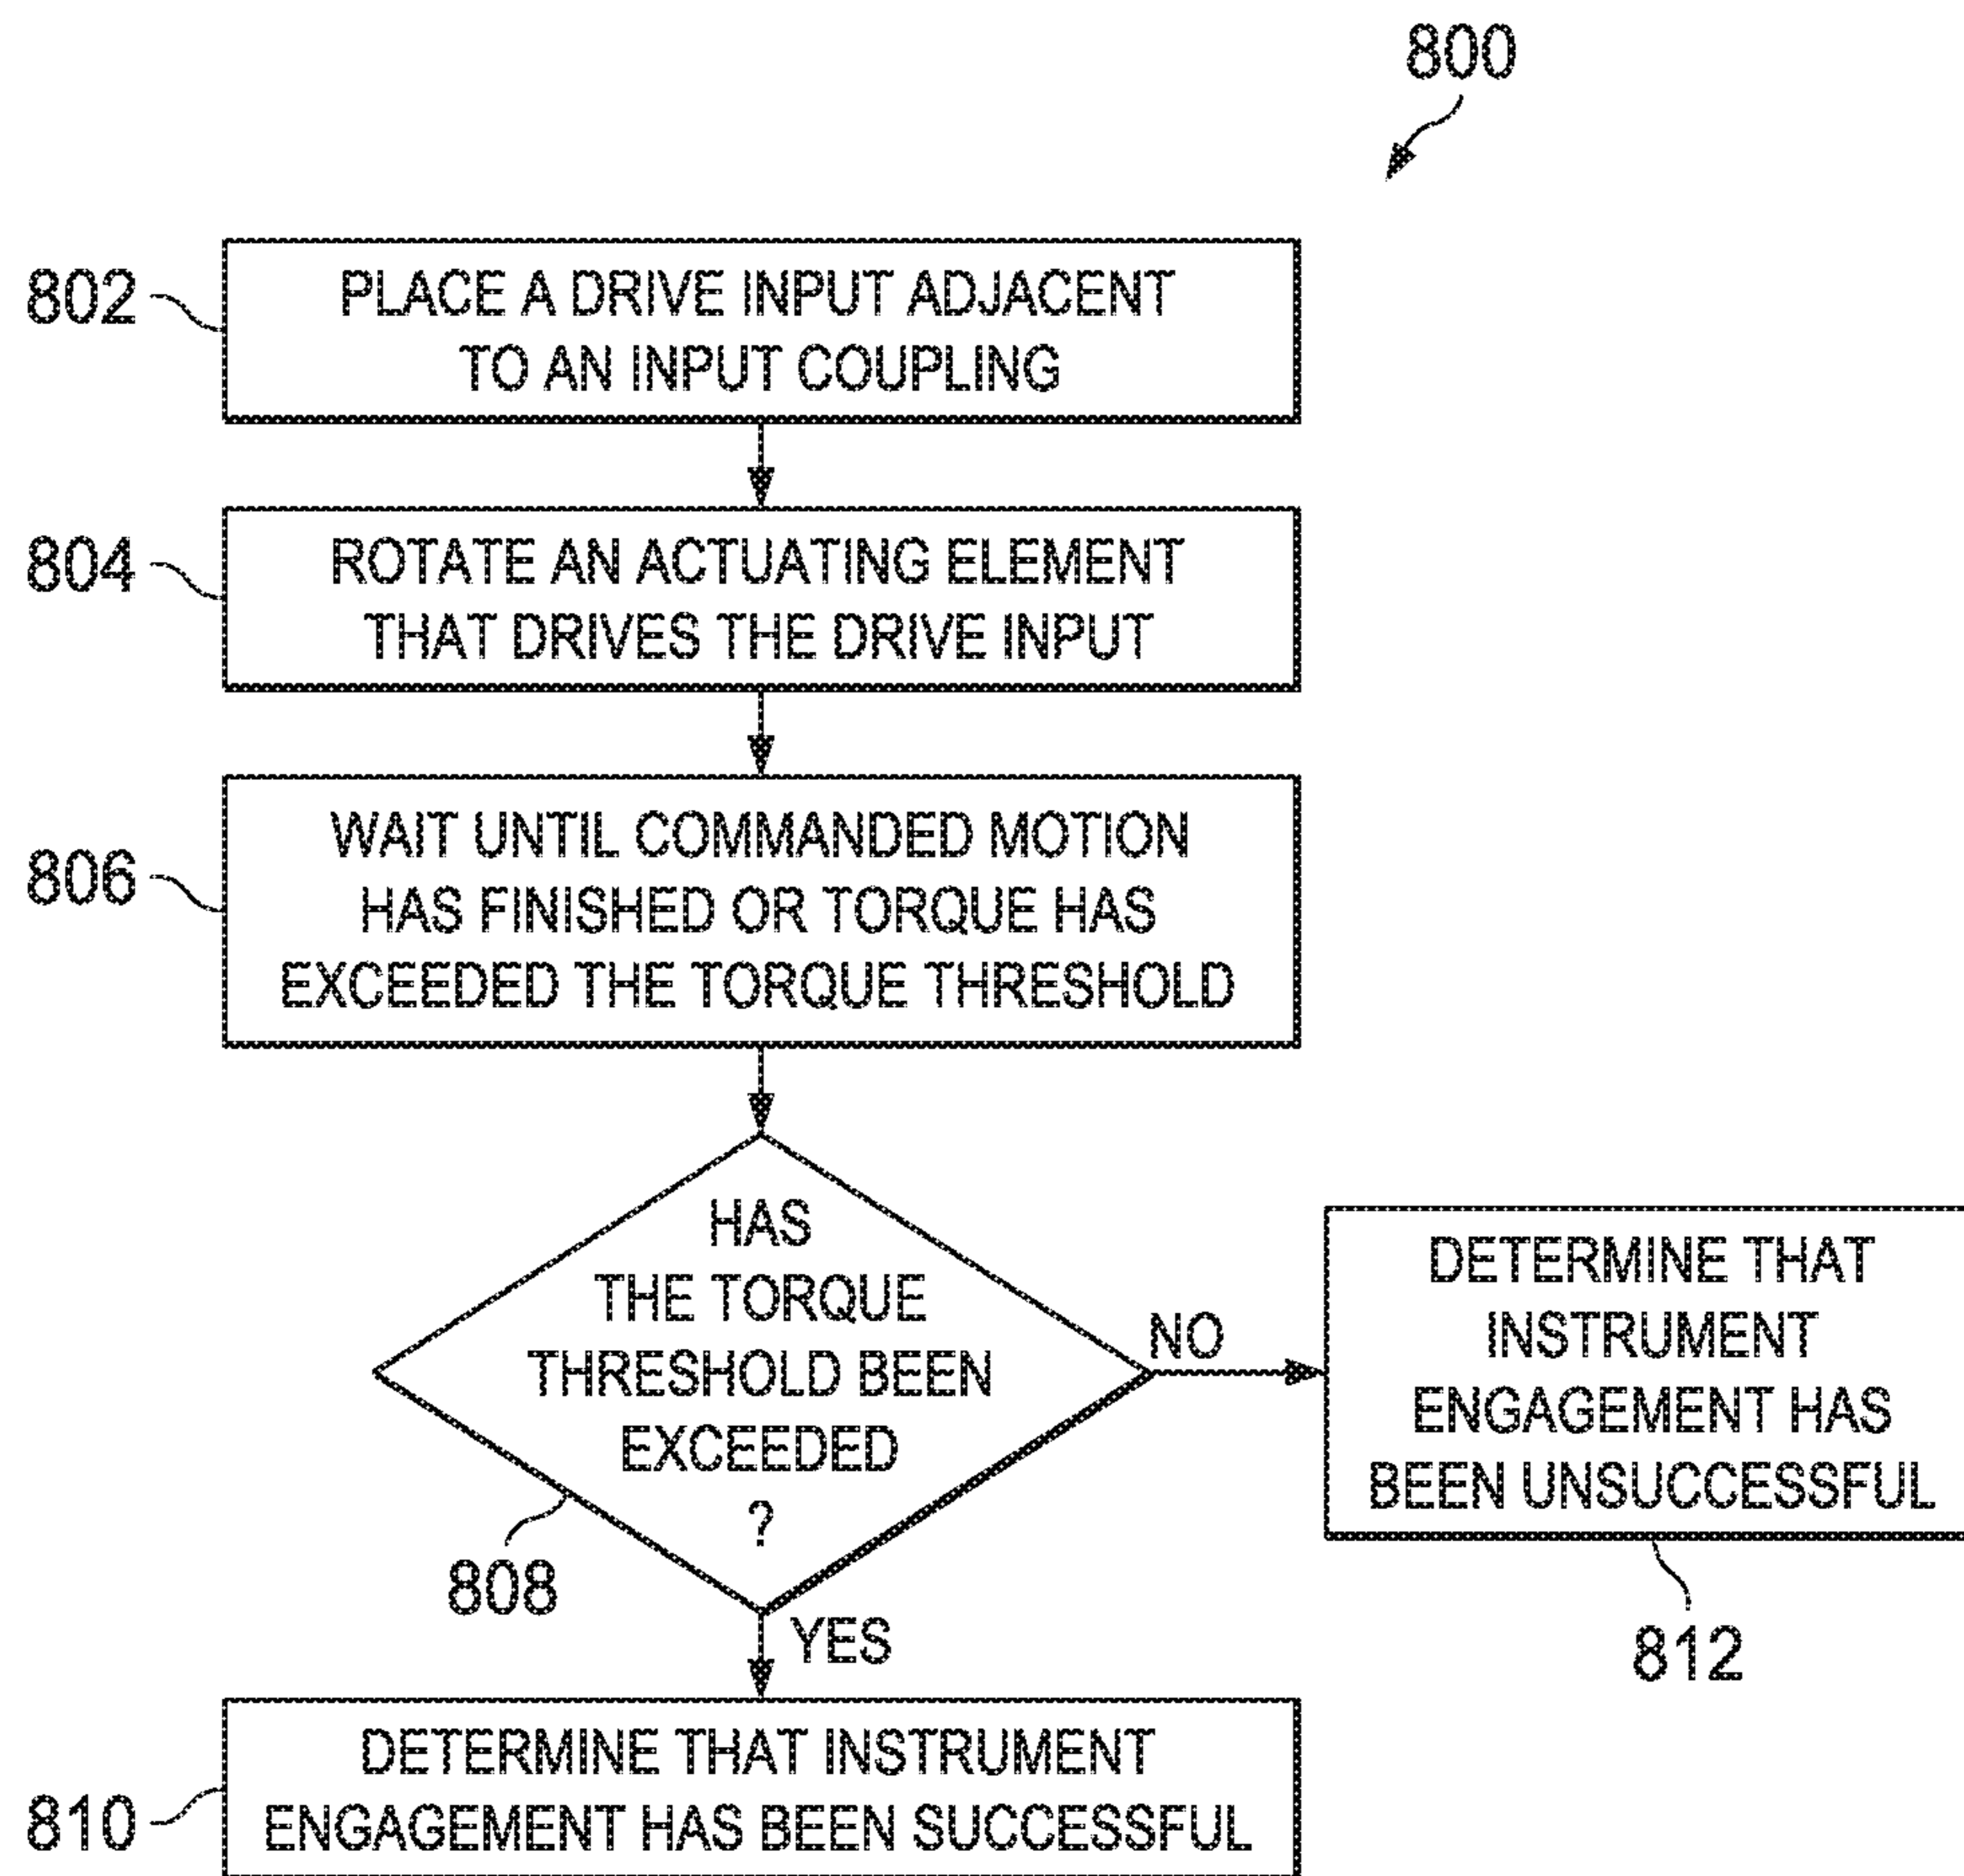 800
802
PLACE A DRIVE INPUT ADJACENT
TO AN INPUT COUPLING
804
ROTATE AN ACTUATING ELEMENT
THAT DRIVES THE DRIVE INPUT
806
WAIT UNTIL COMMANDED MOTION
HAS FINISHED OR TORQUE HAS
EXCEEDED THE TORQUE THRESHOLD
HAS
THE TORQUE
THRESHOLD BEEN
EXCEEDED
?
808
NO
DETERMINE THAT
INSTRUMENT
ENGAGEMENT HAS
BEEN UNSUCCESSFUL
812
YES
810
DETERMINE THAT INSTRUMENT
ENGAGEMENT HAS BEEN SUCCESSFUL